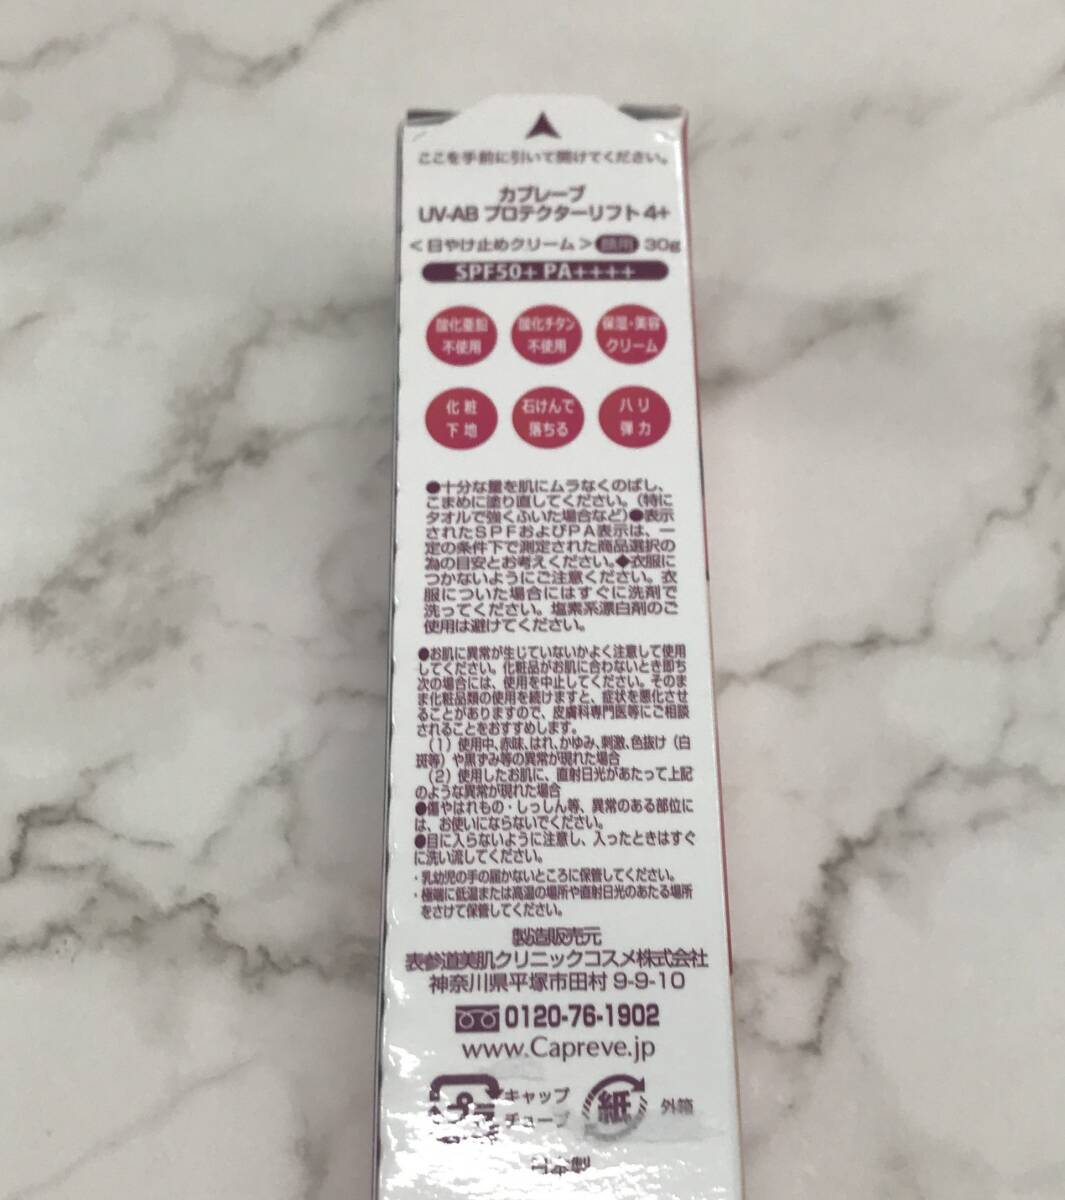 ここを手前に引いて開けてください。
カプレーブ
UV-AB プロテクターリフト 4+
＜日やけ止めクリーム＞ 顔用 30g
SPF50+ PA++++
酸化亜鉛
不使用
酸化チタン
不使用
保湿・美容
クリーム
化粧
下地
石けんで
落ちる
ハリ
弾力
●十分な量を肌にムラなくのばし、
こまめに塗り直してください。（特に
タオルで強くふいた場合など）●表示
されたＳＰＦおよびＰＡ表示は、一
定の条件下で測定された商品選択の
為の目安とお考えください。◆衣服に
つかないようにご注意ください。衣
服についた場合にはすぐに洗剤で
洗ってください。塩素系漂白剤のご
使用は避けてください。
●お肌に異常が生じていないかよく注意して使用
してください。化粧品がお肌に合わないとき即ち
次の場合には、使用を中止してください。そのま
ま化粧品類の使用を続けますと、症状を悪化させ
ることがありますので、皮膚科専門医等にご相談
されることをおすすめします。
（1）使用中、赤味、はれ、かゆみ、刺激、色抜け（白
斑等）や黒ずみ等の異常が現れた場合
（2）使用したお肌に、直射日光があたって上記
のような異常が現れた場合
●傷やはれもの・しっしん等、異常のある部位に
は、お使いにならないでください。
●目に入らないように注意し、入ったときはすぐ
に洗い流してください。
・乳幼児の手の届かないところに保管してください。
・極端に低温または高温の場所や直射日光のあたる場所
をさけて保管してください。
製造販売元
表参道美肌クリニックコスメ株式会社
神奈川県平塚市田村 9-9-10
0120-76-1902
www.Capreve.jp
プラ
キャップ
チューブ
紙
外箱
日本製